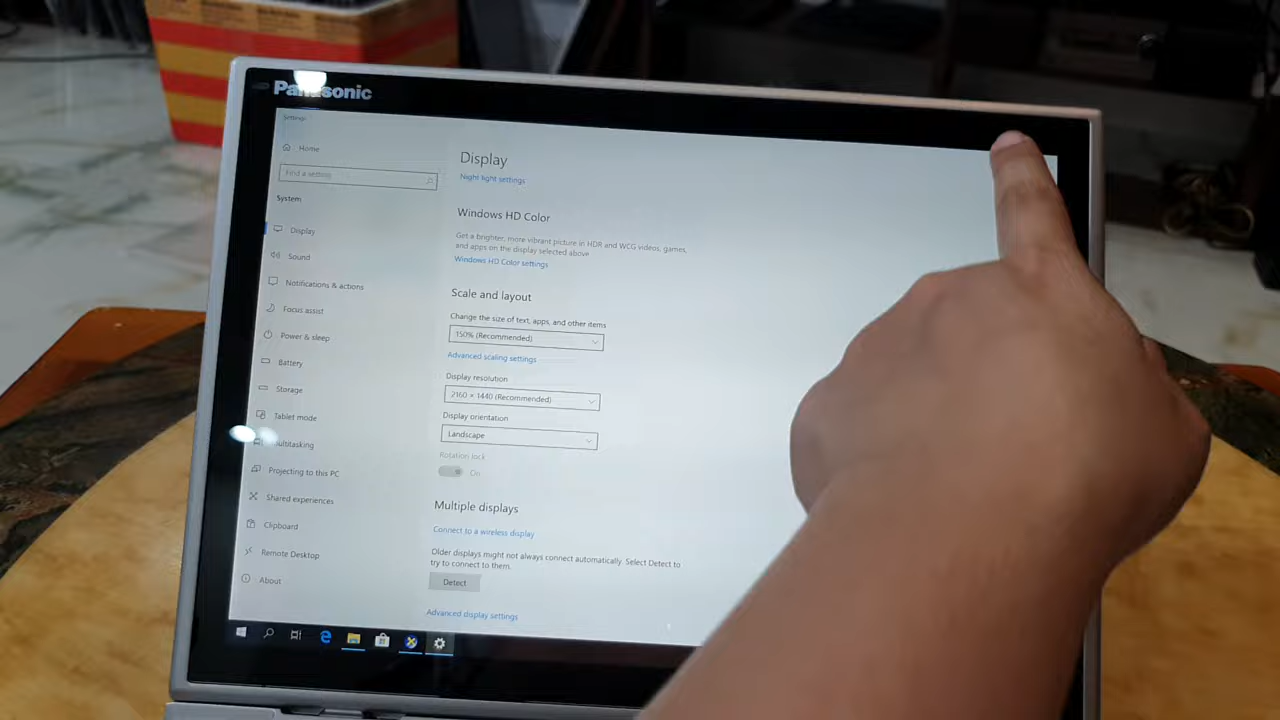 Panasonic
Settings
Home
Find a setting
System
Display
Sound
Notifications & actions
Focus assist
Power & sleep
Battery
Storage
Tablet mode
Multitasking
Projecting to this PC
Shared experiences
Clipboard
Remote Desktop
About
Display
Night light settings
Windows HD Color
Get a brighter, more vibrant picture in HDR and WCG videos, games,
and apps on the display selected above
Windows HD Color settings
Scale and layout
Change the size of text, apps, and other items
150% (Recommended)
Advanced scaling settings
Display resolution
2160 × 1440 (Recommended)
Display orientation
Landscape
Rotation lock
On
Multiple displays
Connect to a wireless display
Older displays might not always connect automatically. Select Detect to
try to connect to them.
Detect
Advanced display settings